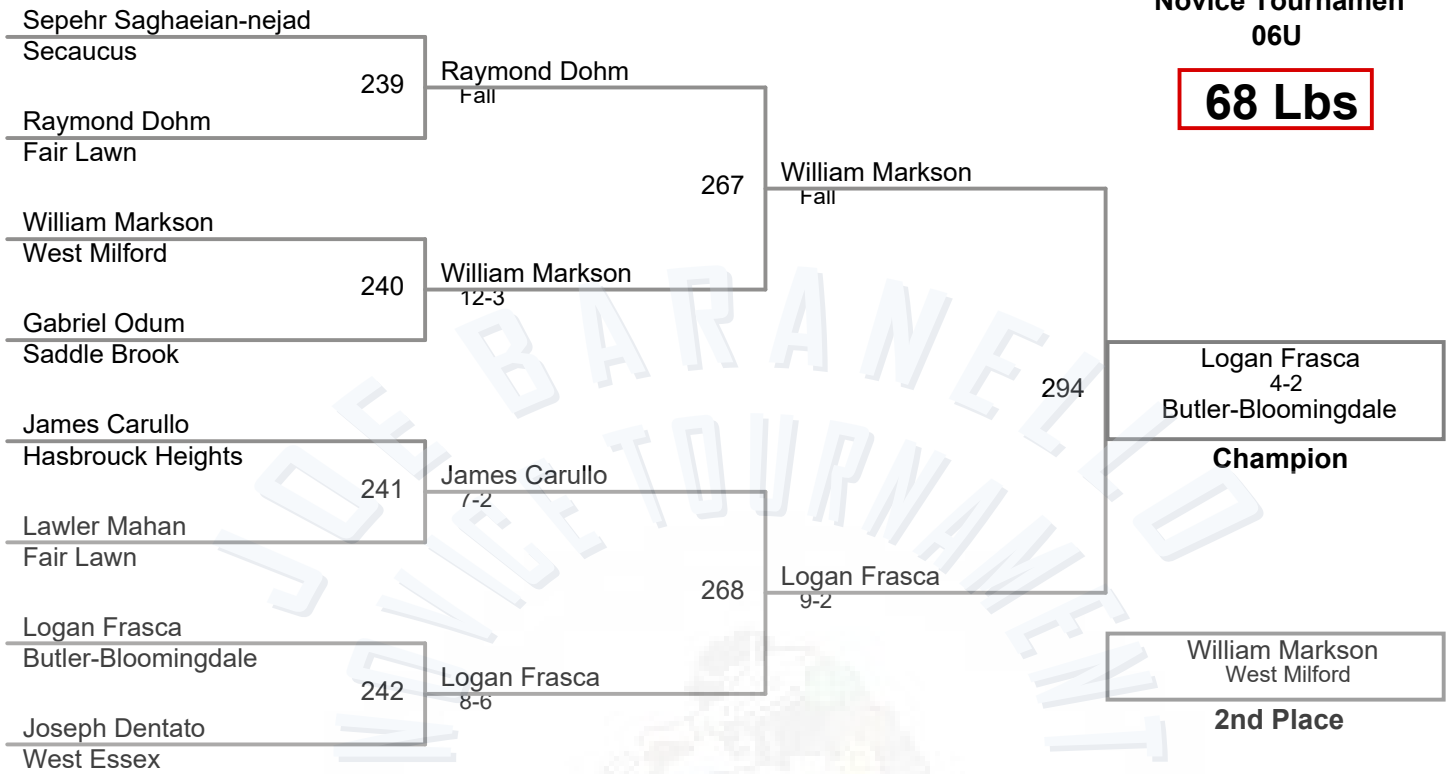 Novice Tournamen
06U
68 Lbs
Sepehr Saghaeian-nejad
Secaucus
239
Raymond Dohm
Fall
Raymond Dohm
Fair Lawn
267
William Markson
Fall
William Markson
West Milford
240
William Markson
12-3
Gabriel Odum
Saddle Brook
294
Logan Frasca
4-2
Butler-Bloomingdale
Champion
James Carullo
Hasbrouck Heights
241
James Carullo
7-2
Lawler Mahan
Fair Lawn
268
Logan Frasca
9-2
Logan Frasca
Butler-Bloomingdale
242
Logan Frasca
8-6
Joseph Dentato
West Essex
William Markson
West Milford
2nd Place
JOE BARANELLO
NOVICE TOURNAMENT